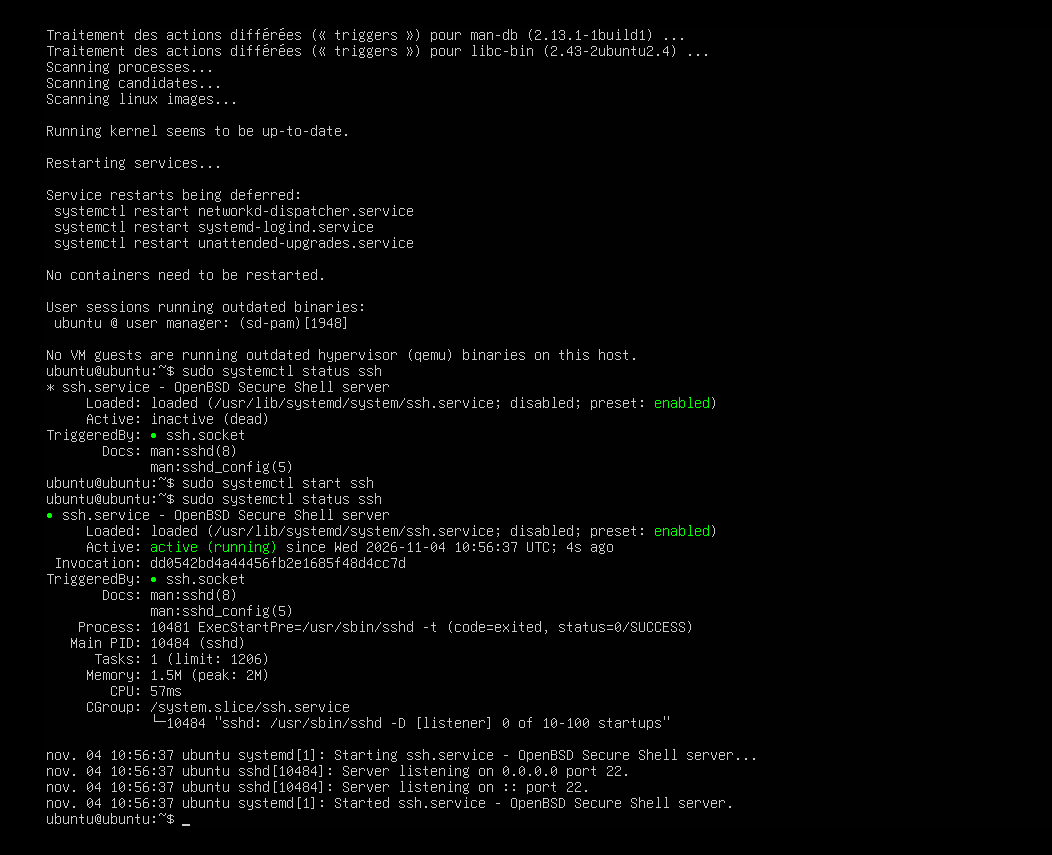 Traitement des actions différées (« triggers ») pour man-db (2.13.1-1build1) ...
Traitement des actions différées (« triggers ») pour libc-bin (2.43-2ubuntu2.4) ...
Scanning processes...
Scanning candidates...
Scanning linux images...

Running kernel seems to be up-to-date.

Restarting services...

Service restarts being deferred:
 systemctl restart networkd-dispatcher.service
 systemctl restart systemd-logind.service
 systemctl restart unattended-upgrades.service

No containers need to be restarted.

User sessions running outdated binaries:
 ubuntu @ user manager: (sd-pam)[1948]

No VM guests are running outdated hypervisor (qemu) binaries on this host.
ubuntu@ubuntu:~$ sudo systemctl status ssh
* ssh.service - OpenBSD Secure Shell server
     Loaded: loaded (/usr/lib/systemd/system/ssh.service; disabled; preset: enabled)
     Active: inactive (dead)
TriggeredBy: ● ssh.socket
       Docs: man:sshd(8)
             man:sshd_config(5)
ubuntu@ubuntu:~$ sudo systemctl start ssh
ubuntu@ubuntu:~$ sudo systemctl status ssh
● ssh.service - OpenBSD Secure Shell server
     Loaded: loaded (/usr/lib/systemd/system/ssh.service; disabled; preset: enabled)
     Active: active (running) since Wed 2026-11-04 10:56:37 UTC; 4s ago
 Invocation: dd0542bd4a44456fb2e1685f48d4cc7d
TriggeredBy: ● ssh.socket
       Docs: man:sshd(8)
             man:sshd_config(5)
    Process: 10481 ExecStartPre=/usr/sbin/sshd -t (code=exited, status=0/SUCCESS)
   Main PID: 10484 (sshd)
      Tasks: 1 (limit: 1206)
     Memory: 1.5M (peak: 2M)
        CPU: 57ms
     CGroup: /system.slice/ssh.service
             └─10484 "sshd: /usr/sbin/sshd -D [listener] 0 of 10-100 startups"

nov. 04 10:56:37 ubuntu systemd[1]: Starting ssh.service - OpenBSD Secure Shell server...
nov. 04 10:56:37 ubuntu sshd[10484]: Server listening on 0.0.0.0 port 22.
nov. 04 10:56:37 ubuntu sshd[10484]: Server listening on :: port 22.
nov. 04 10:56:37 ubuntu systemd[1]: Started ssh.service - OpenBSD Secure Shell server.
ubuntu@ubuntu:~$ _